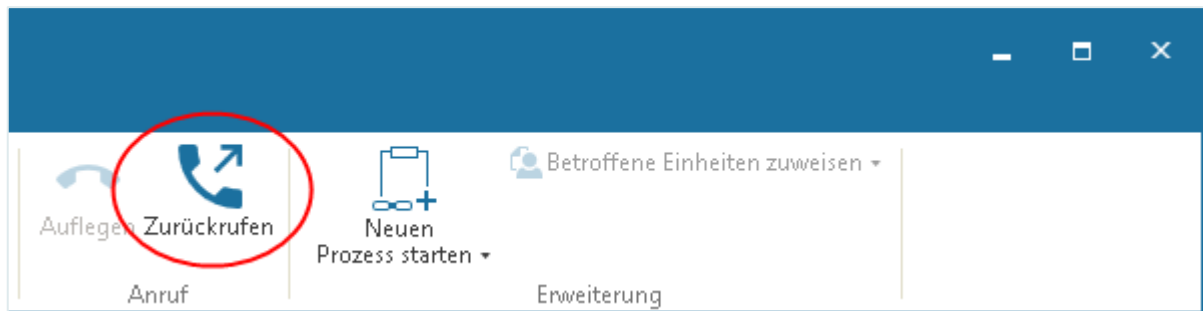 Betroffene Einheiten zuweisen
Auflegen
Zurückrufen
Neuen
Prozess starten
Anruf
Erweiterung